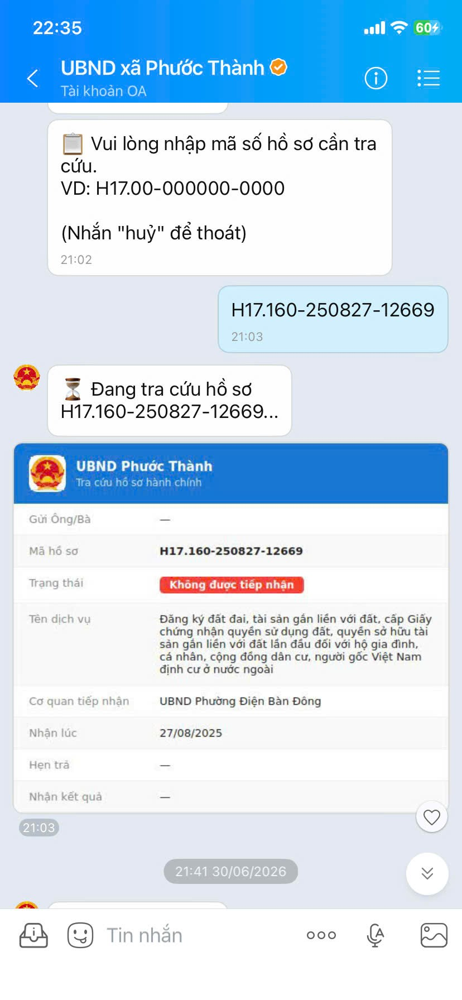 22:35
60
UBND xã Phước Thành
Tài khoản OA
Vui lòng nhập mã số hồ sơ cần tra
cứu.
VD: H17.00-000000-0000
(Nhắn "huỷ" để thoát)
21:02
H17.160-250827-12669
21:03
Đang tra cứu hồ sơ
H17.160-250827-12669...
UBND Phước Thành
Tra cứu hồ sơ hành chính
Gửi Ông/Bà —
Mã hồ sơ H17.160-250827-12669
Trạng thái Không được tiếp nhận
Tên dịch vụ Đăng ký đất đai, tài sản gắn liền với đất, cấp Giấy
chứng nhận quyền sử dụng đất, quyền sở hữu tài
sản gắn liền với đất lần đầu đối với hộ gia đình,
cá nhân, cộng đồng dân cư, người gốc Việt Nam
định cư ở nước ngoài
Cơ quan tiếp nhận UBND Phường Điện Bàn Đông
Nhận lúc 27/08/2025
Hẹn trả —
Nhận kết quả —
21:03
21:41 30/06/2026
Tin nhắn